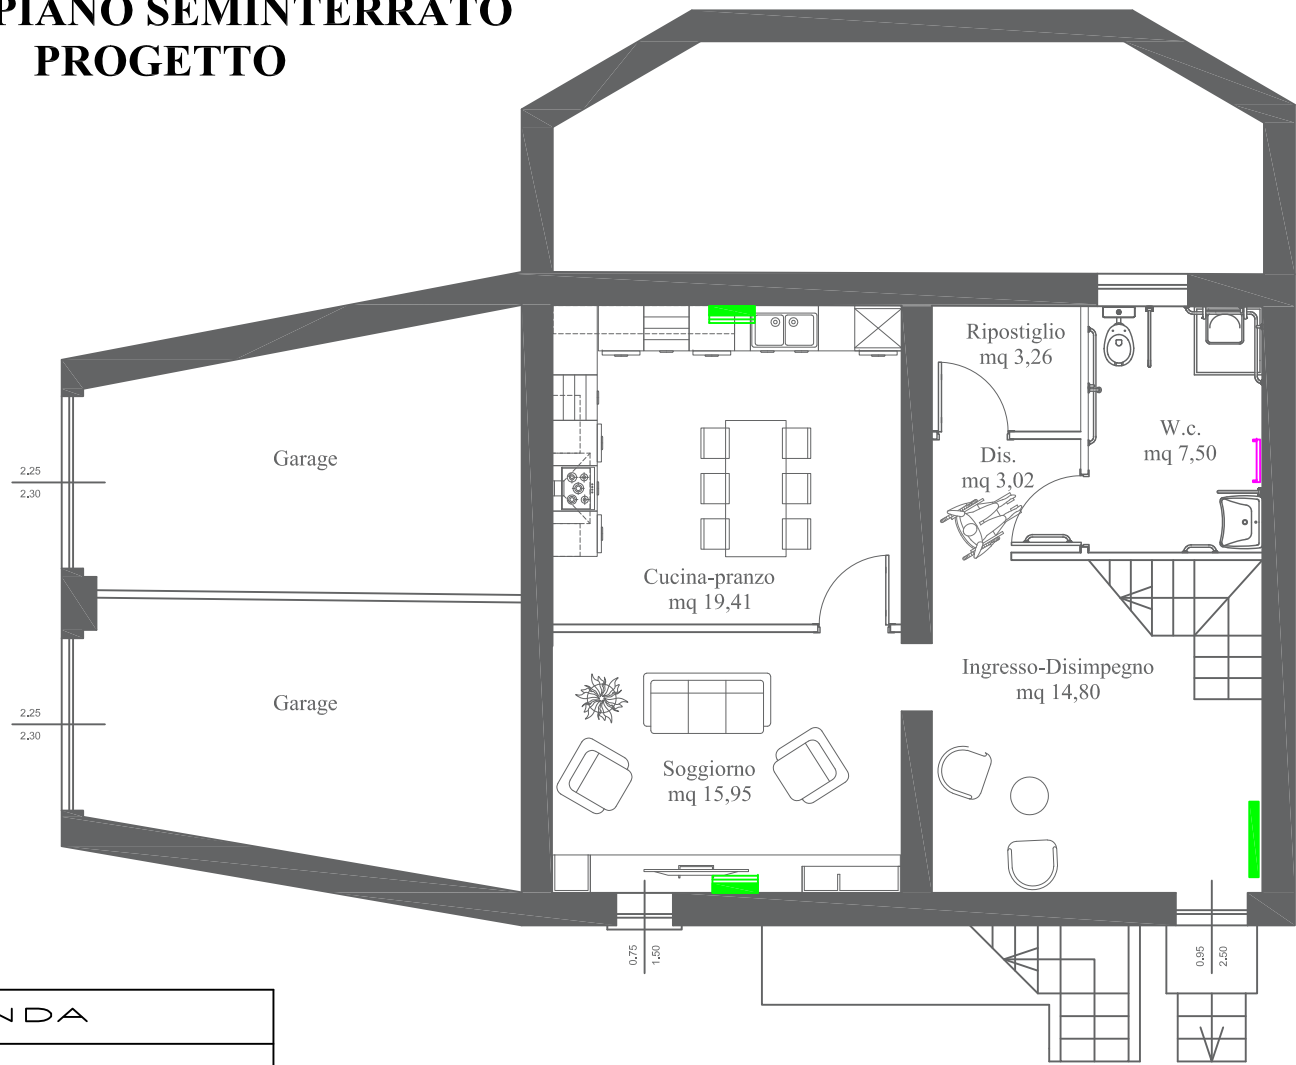 PIANO SEMINTERRATO
PROGETTO
Ripostiglio
mq 3,26
W.c.
mq 7,50
Dis.
mq 3,02
Garage
2.25
2.30
Cucina-pranzo
mq 19,41
Ingresso-Disimpegno
mq 14,80
Garage
2.25
2.30
Soggiorno
mq 15,95
0.75
1.50
0.95
2.50
NDA